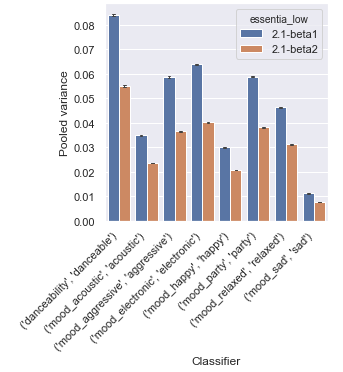 essentia_low
2.1-beta1
2.1-beta2
0.08
0.07
0.06
0.05
0.04
0.03
0.02
0.01
0.00
Pooled variance
('danceability', 'danceable')
('mood_acoustic', 'acoustic')
('mood_aggressive', 'aggressive')
('mood_electronic', 'electronic')
('mood_happy', 'happy')
('mood_party', 'party')
('mood_relaxed', 'relaxed')
('mood_sad', 'sad')
Classifier